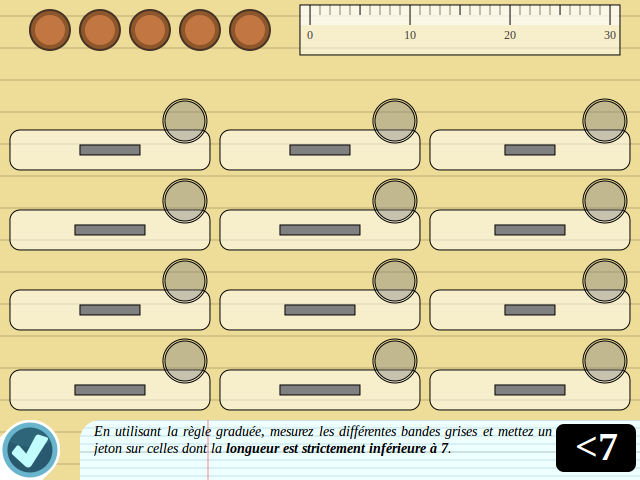 0 10 20 30
En utilisant la règle graduée, mesurez les différentes bandes grises et mettez un
jeton sur celles dont la longueur est strictement inférieure à 7.
<7